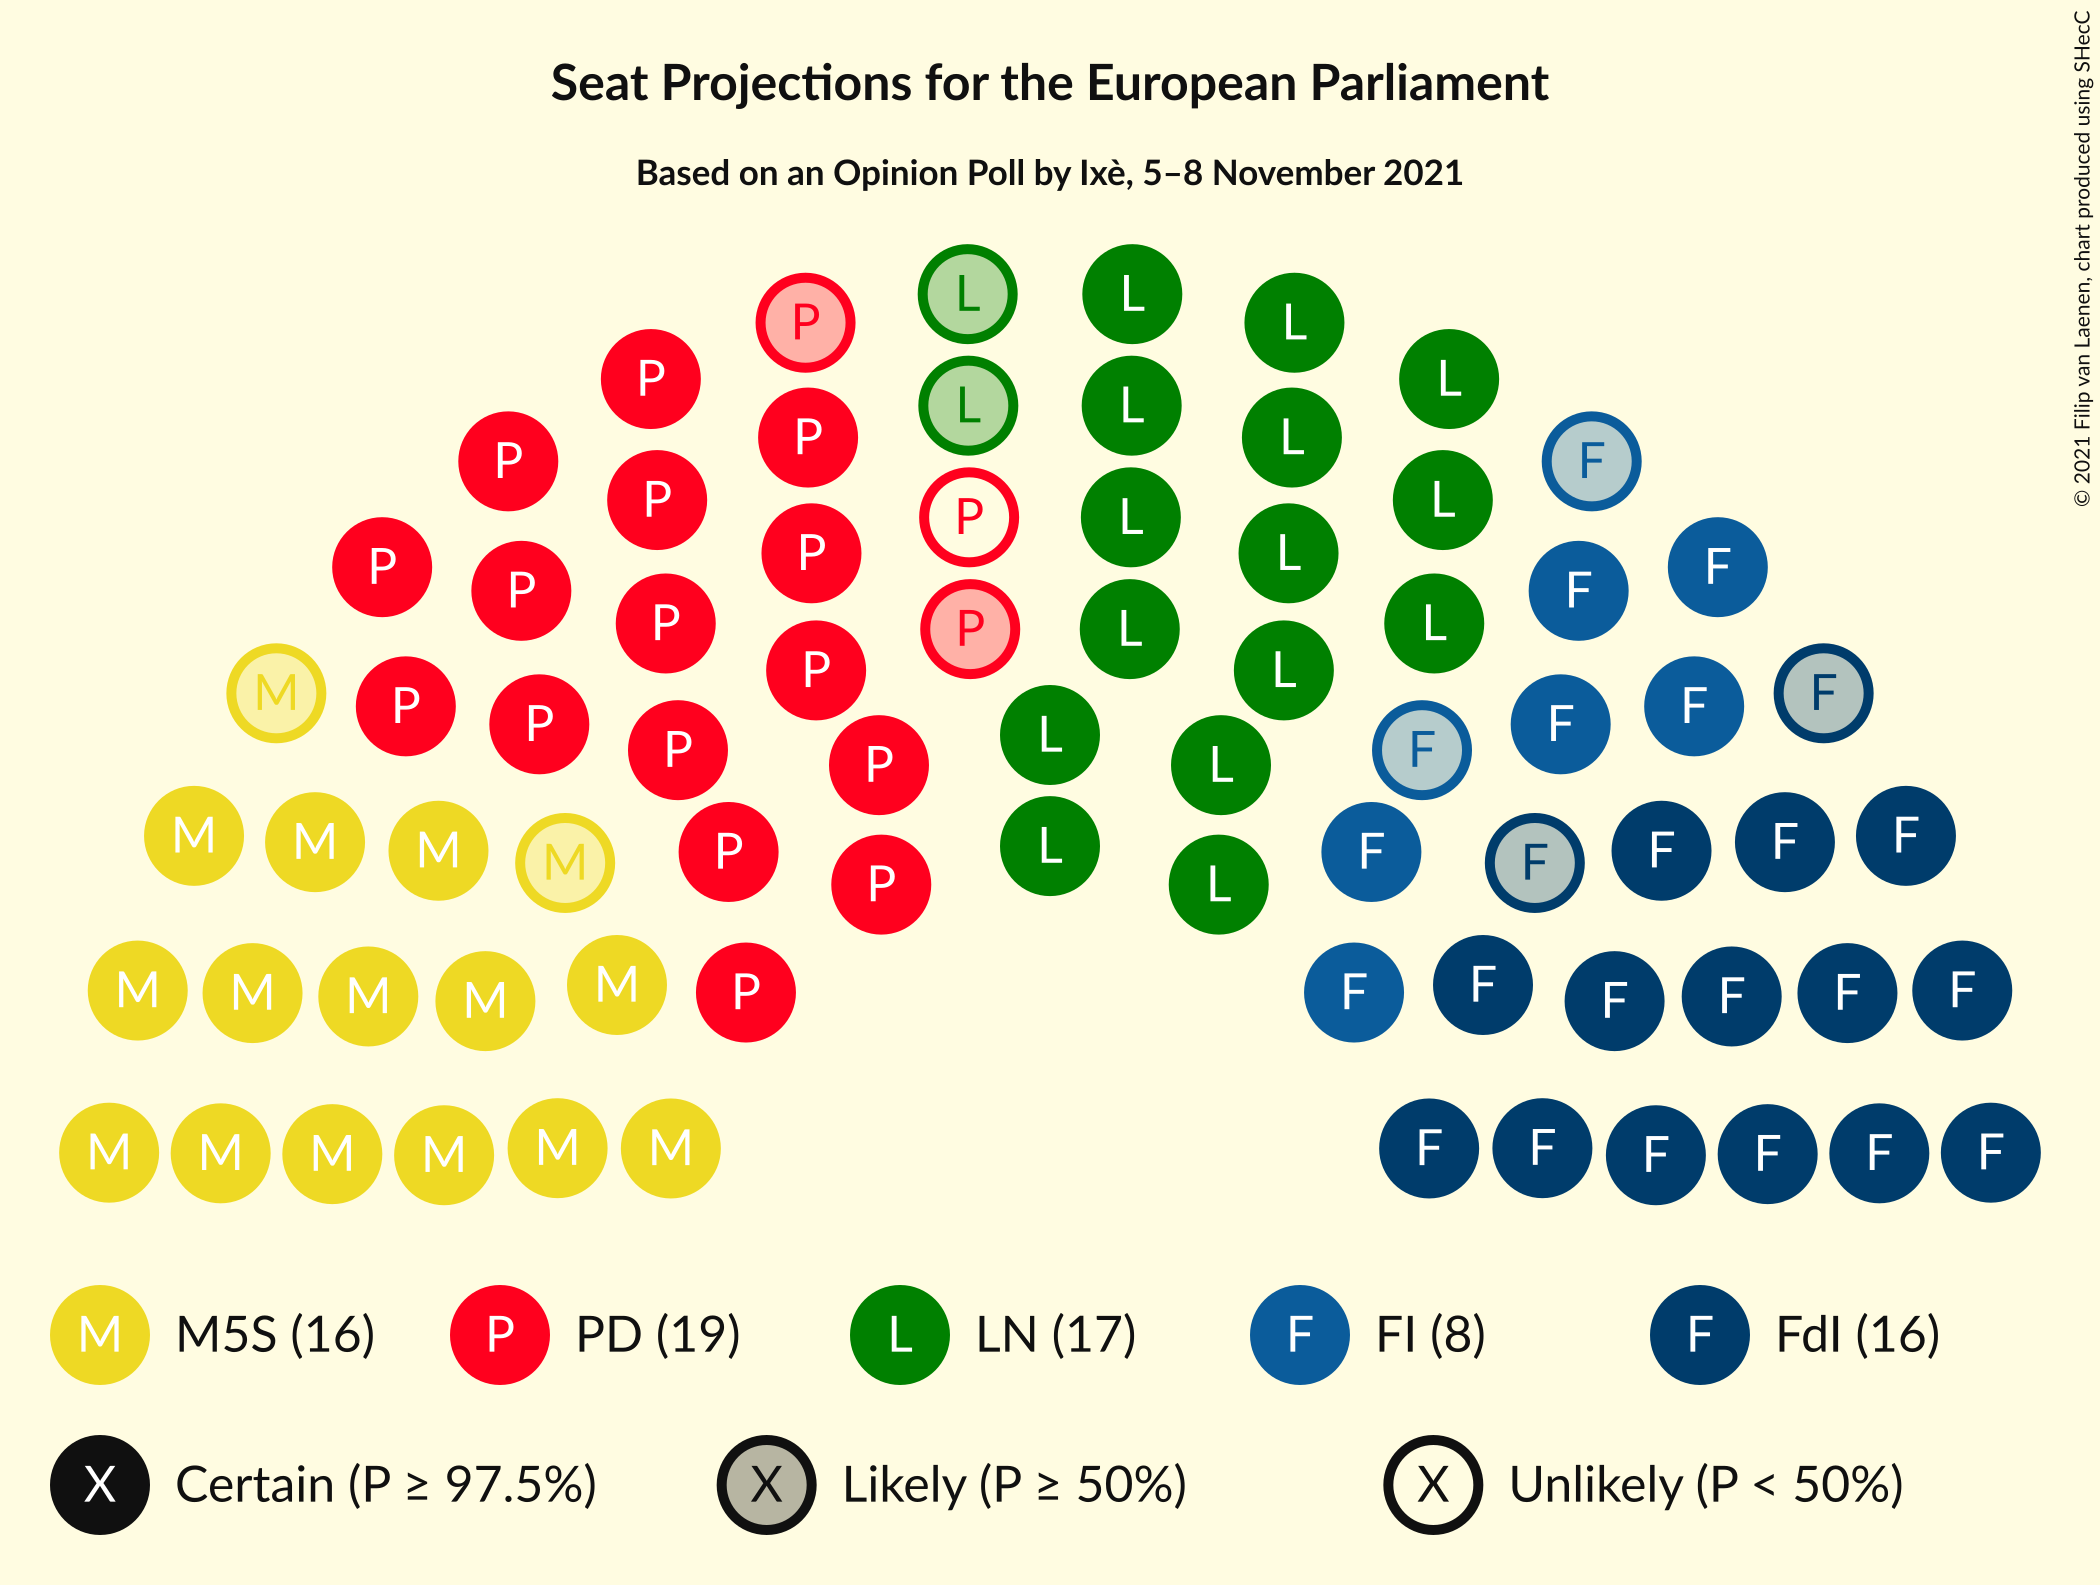 Seat Projections for the European Parliament
Based on an Opinion Poll by Ixè, 5–8 November 2021
© 2021 Filip van Laenen, chart produced using SHecC
L L
P L
P L
L L
P P L L
P P L F
P L
P L
P F F
P P L L
M P F F
P P F F
P L
P F
P L L
M M F F
M M F F
P L F
M M F F
P L
M M F F
M M M M M P F F F F F F
M M M M M M F F F F F F
M M5S (16) P PD (19) L LN (17) F FI (8) F FdI (16)
X Certain (P ≥ 97.5%) X Likely (P ≥ 50%) X Unlikely (P < 50%)